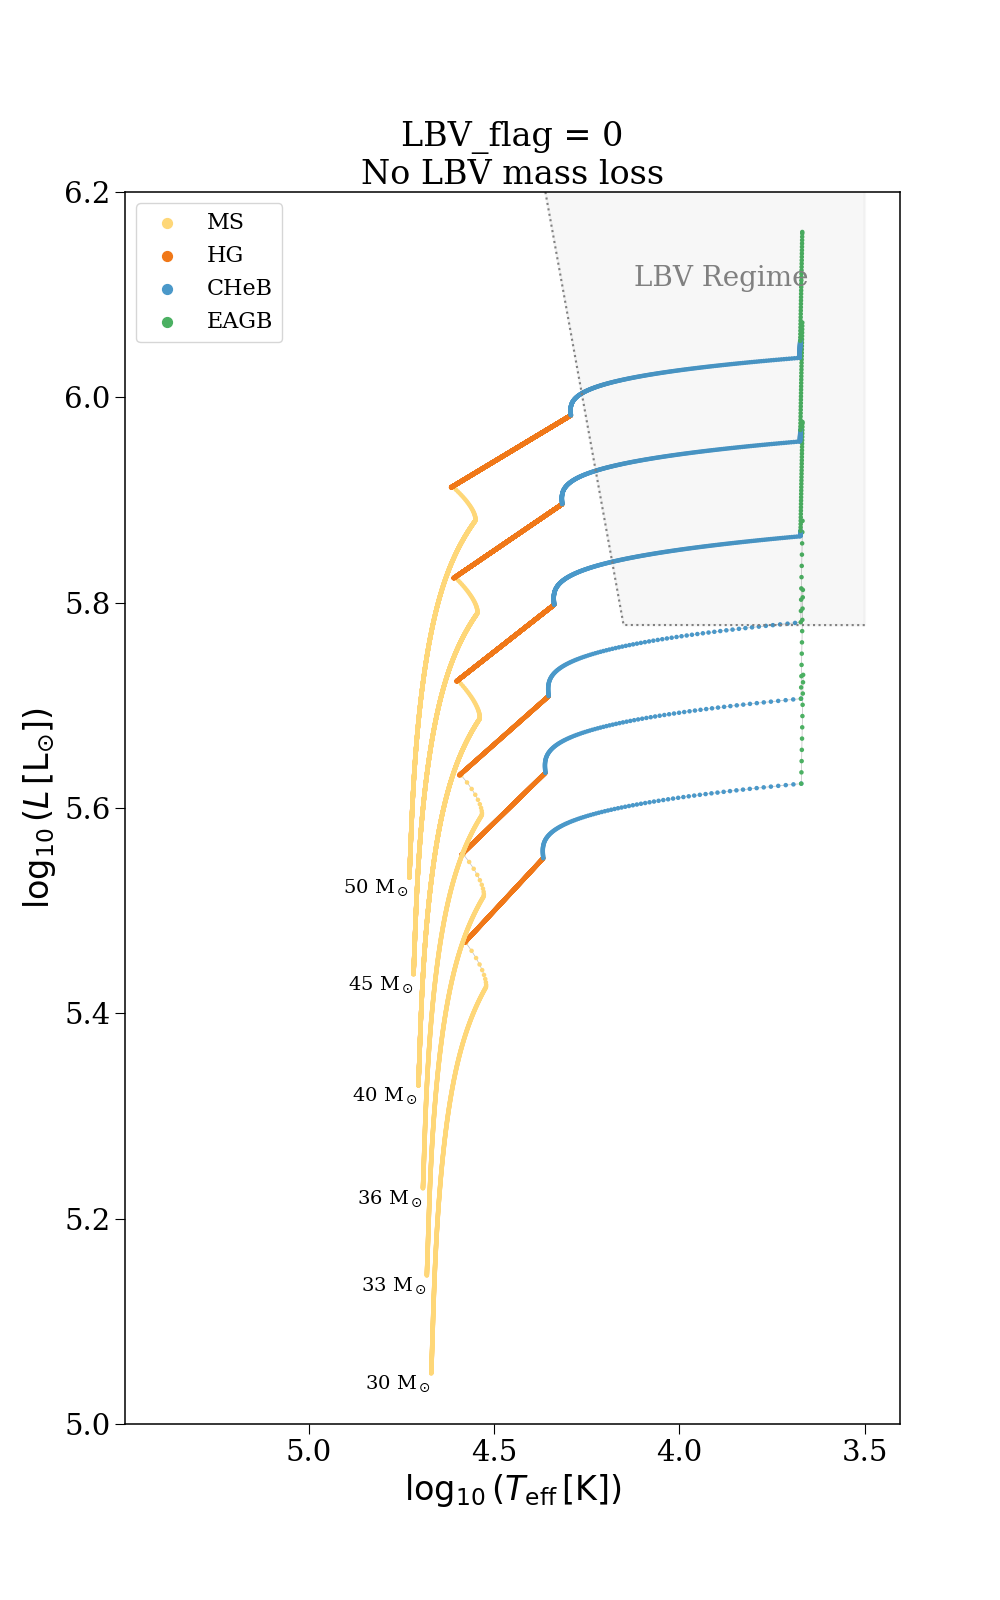 LBV_flag = 0
No LBV mass loss
6.2
6.0
5.8
5.6
5.4
5.2
5.0
log₁₀(L [L⊙])
MS
HG
CHeB
EAGB
LBV Regime
50 M⊙
45 M⊙
40 M⊙
36 M⊙
33 M⊙
30 M⊙
5.0
4.5
4.0
3.5
log₁₀(T_eff [K])